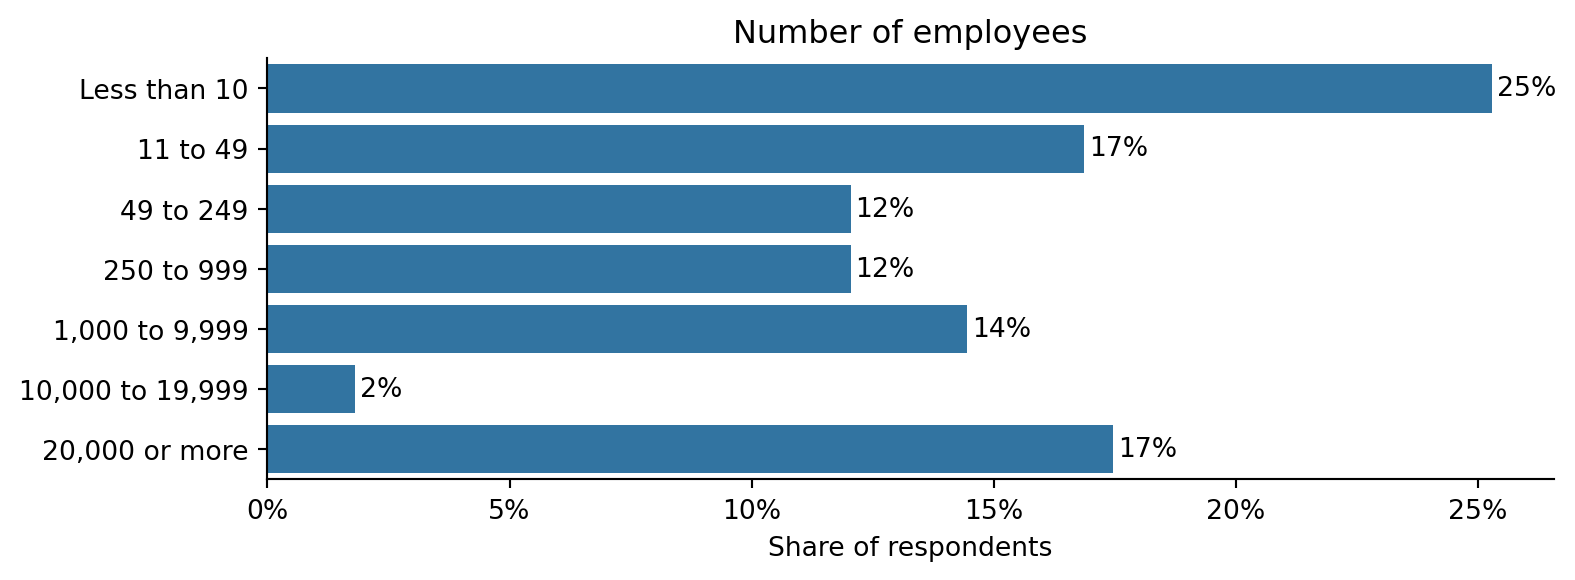 Number of employees
Less than 10 25%
11 to 49 17%
49 to 249 12%
250 to 999 12%
1,000 to 9,999 14%
10,000 to 19,999 2%
20,000 or more 17%
0% 5% 10% 15% 20% 25%
Share of respondents